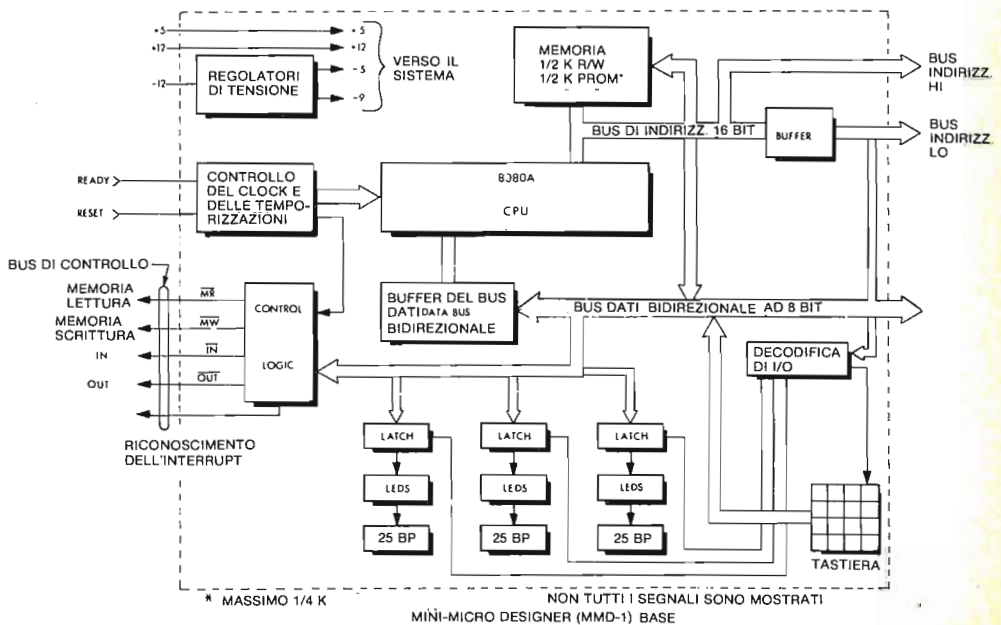 +5
+12
-12
+5
+12
-5
-9
VERSO IL
SISTEMA
REGOLATORI
DI TENSIONE
MEMORIA
1/2 K R/W
1/2 K PROM*
BUS
INDIRIZZ.
HI
BUS DI INDIRIZZ. 16 BIT
BUFFER
BUS
INDIRIZZ.
LO
READY
RESET
CONTROLLO
DEL CLOCK E
DELLE TEMPO-
RIZZAZIONI
8080A
CPU
BUS DI CONTROLLO
MEMORIA
LETTURA
MEMORIA
SCRITTURA
IN
OUT
RICONOSCIMENTO
DELL'INTERRUPT
MR
MW
IN
OUT
CONTROL
LOGIC
BUFFER DEL BUS
DATI DATA BUS
BIDIREZIONALE
BUS DATI BIDIREZIONALE AD 8 BIT
DECODIFICA
DI I/O
LATCH
LATCH
LATCH
LEDS
LEDS
LEDS
25 BP
25 BP
25 BP
TASTIERA
* MASSIMO 1/4 K
NON TUTTI I SEGNALI SONO MOSTRATI
MINI-MICRO DESIGNER (MMD-1) BASE